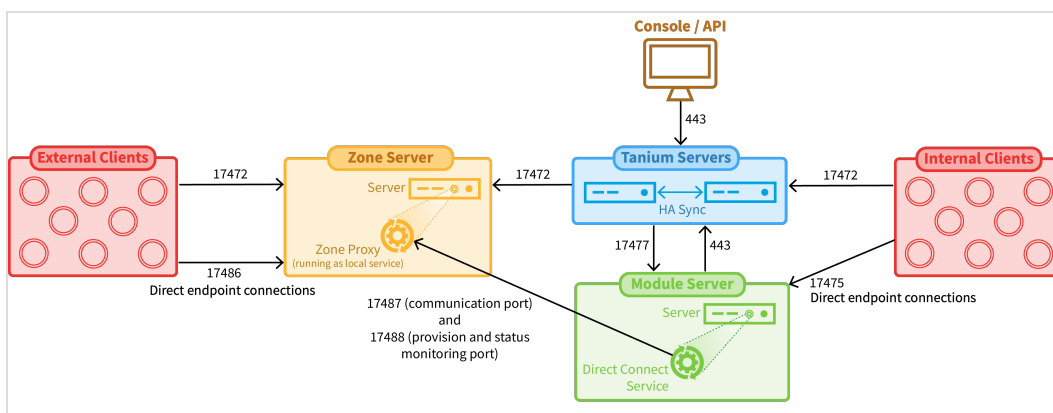 Console / API
443
External Clients
Zone Server
Tanium Servers
Internal Clients
17472
17472
17472
Server
HA Sync
Zone Proxy
(running as local service)
17486
Direct endpoint connections
17477
443
17475
Direct endpoint connections
Module Server
Server
17487 (communication port)
and
17488 (provision and status
monitoring port)
Direct Connect
Service